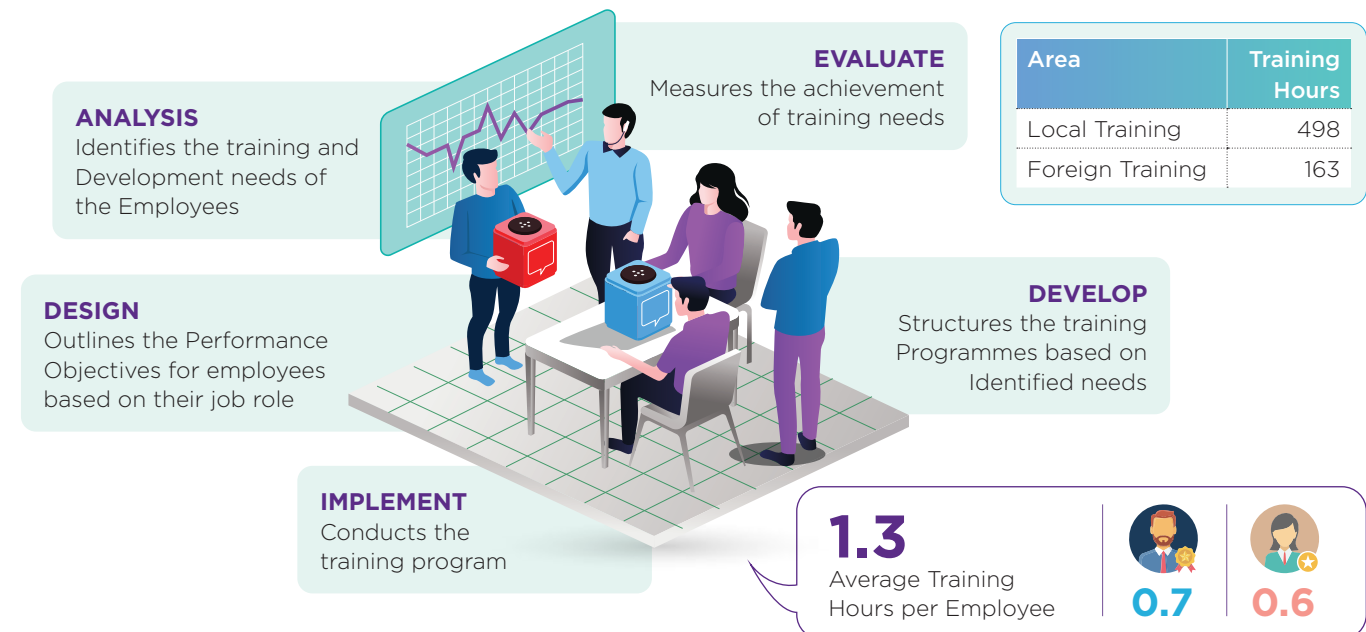 ANALYSIS
Identifies the training and
Development needs of
the Employees
EVALUATE
Measures the achievement
of training needs
Area Training
Hours
Local Training 498
Foreign Training 163
DESIGN
Outlines the Performance
Objectives for employees
based on their job role
DEVELOP
Structures the training
Programmes based on
Identified needs
IMPLEMENT
Conducts the
training program
1.3
Average Training
Hours per Employee
0.7
0.6